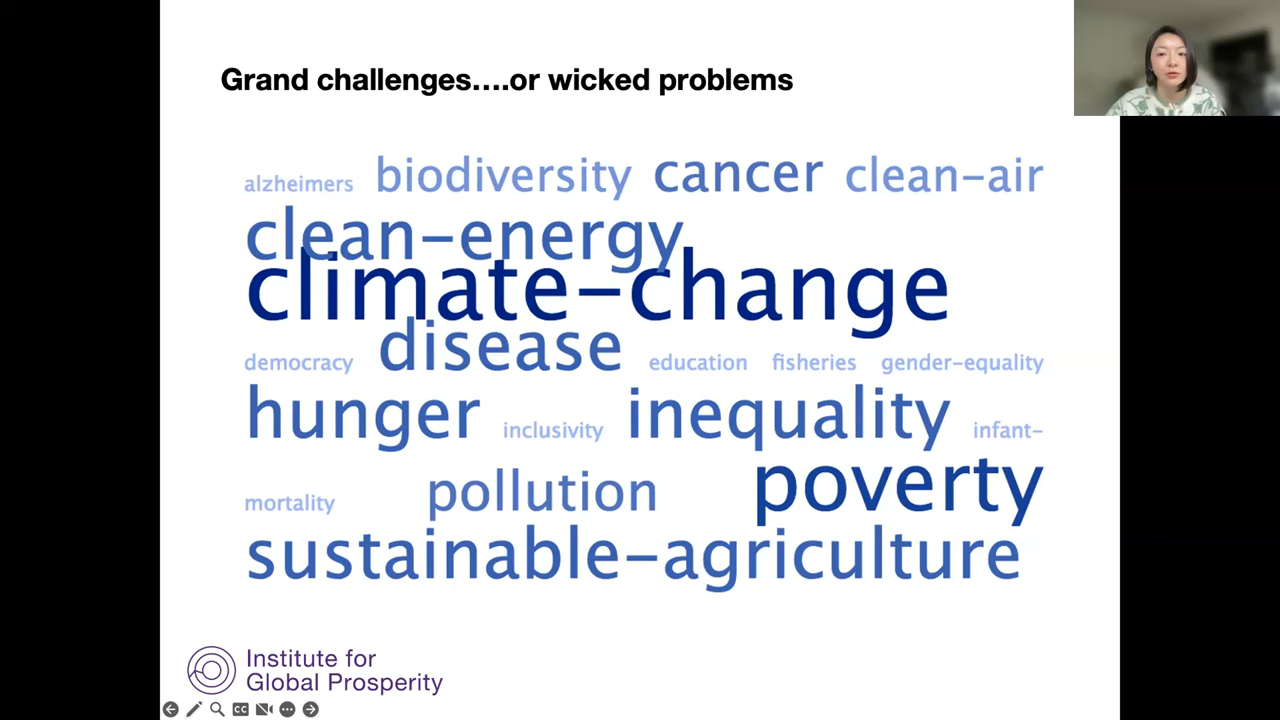 Grand challenges....or wicked problems
alzheimers biodiversity cancer clean-air
clean-energy
climate-change
democracy disease education fisheries gender-equality
hunger inclusivity inequality infant-
mortality pollution poverty
sustainable-agriculture
Institute for
Global Prosperity
CC